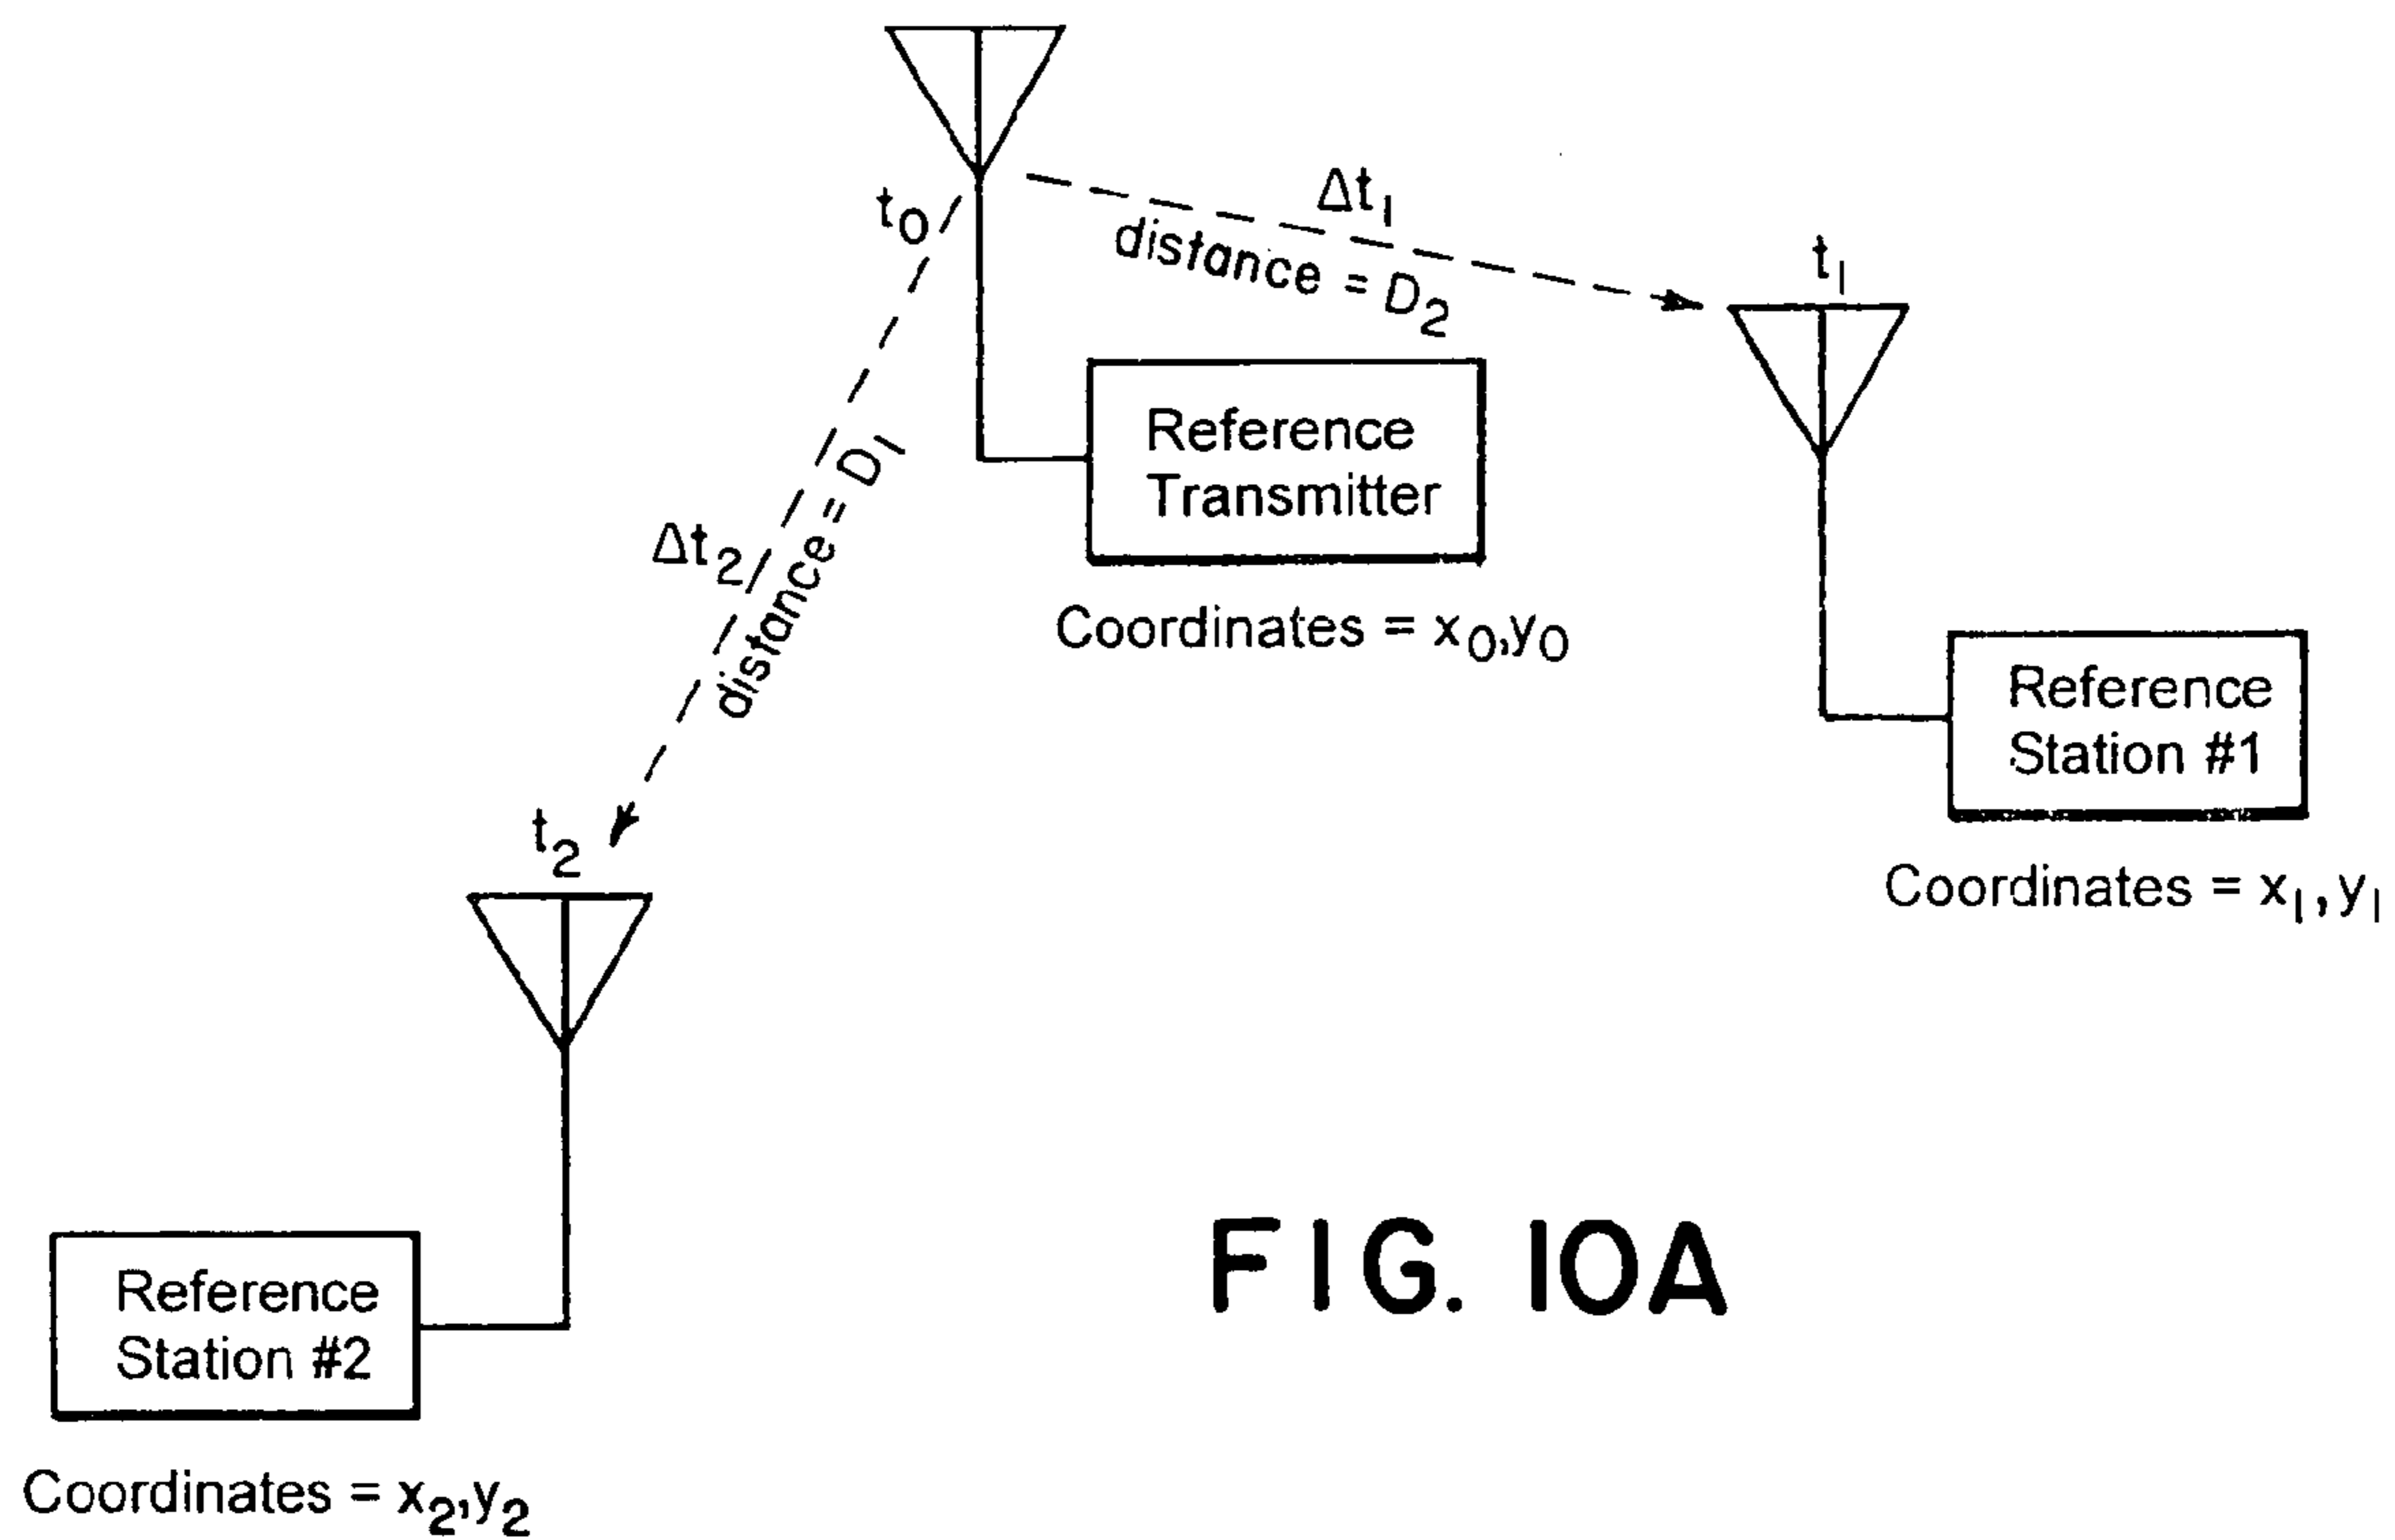 t₀
Δt₁
distance = D₂
t₁
Reference
Transmitter
Coordinates = x₀,y₀
Δt₂
distance = D₁
Reference
Station #1
Coordinates = x₁,y₁
t₂
Reference
Station #2
Coordinates = x₂,y₂
FIG. 10A